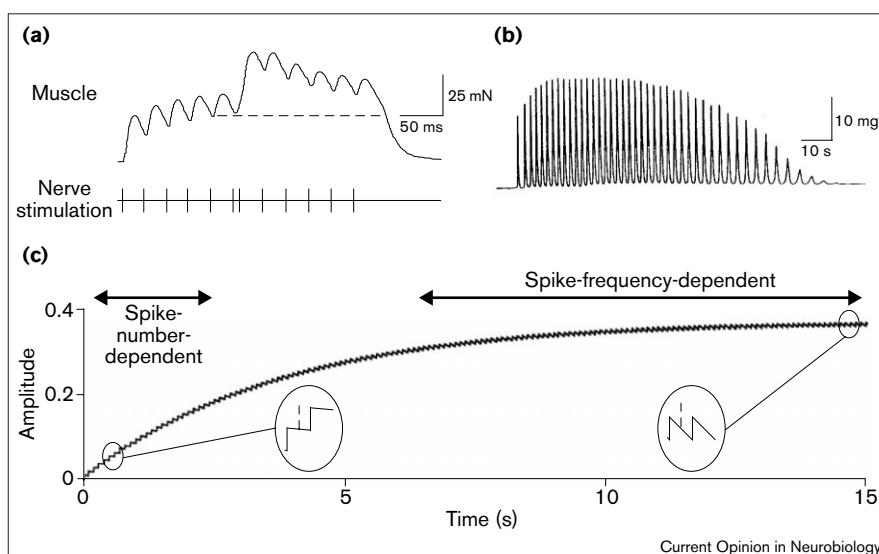 (a)
Muscle
25 mN
50 ms
Nerve
stimulation
(b)
10 mg
10 s
(c)
Spike-
number-
dependent
Spike-frequency-dependent
Amplitude
0.4
0.2
0
0
5
10
15
Time (s)
Current Opinion in Neurobiology